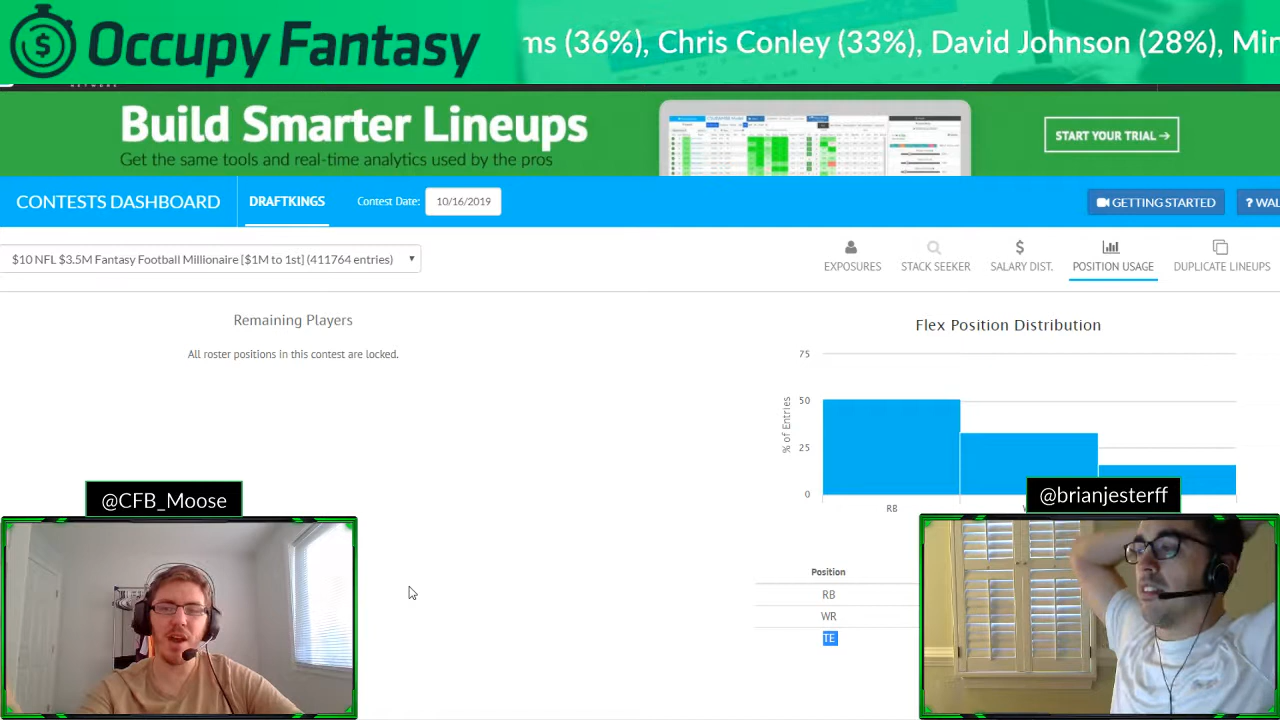 $ Occupy Fantasy
ms (36%), Chris Conley (33%), David Johnson (28%), Min
Build Smarter Lineups
Get the same tools and real-time analytics used by the pros
START YOUR TRIAL →
CONTESTS DASHBOARD
DRAFTKINGS
Contest Date:
10/16/2019
GETTING STARTED
? WAL
$10 NFL $3.5M Fantasy Football Millionaire [$1M to 1st] (411764 entries)
EXPOSURES
STACK SEEKER
$
SALARY DIST.
POSITION USAGE
DUPLICATE LINEUPS
Remaining Players
All roster positions in this contest are locked.
Flex Position Distribution
75
50
25
0
% of Entries
RB
@CFB_Moose
@brianjesterff
Position
RB
WR
TE